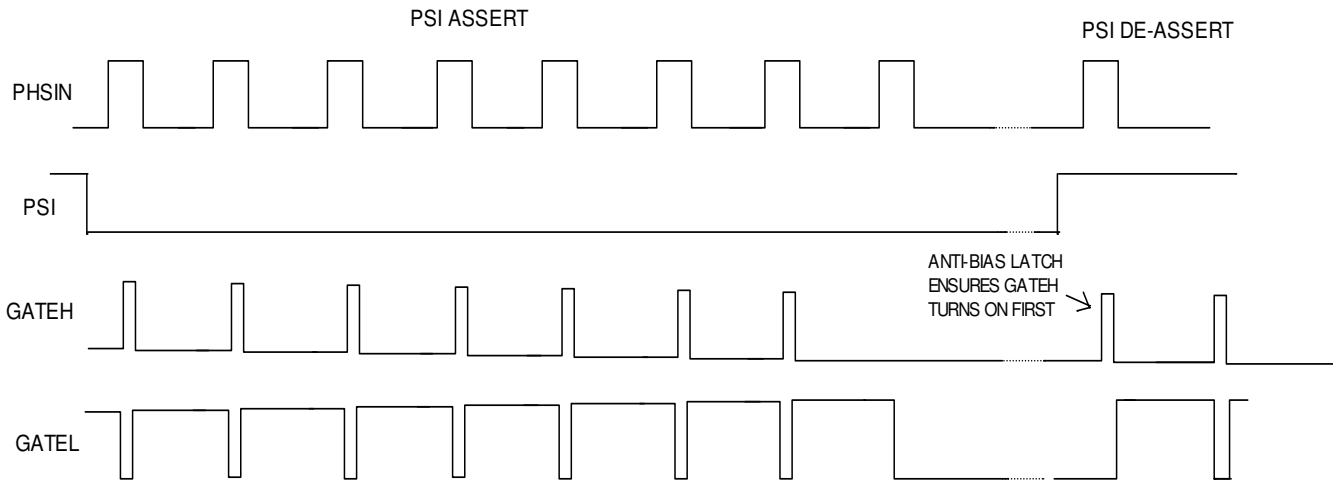 PSI ASSERT
PSI DE-ASSERT
PHSIN
PSI
ANTI-BIAS LATCH
ENSURES GATEH
TURNS ON FIRST
GATEH
GATEL